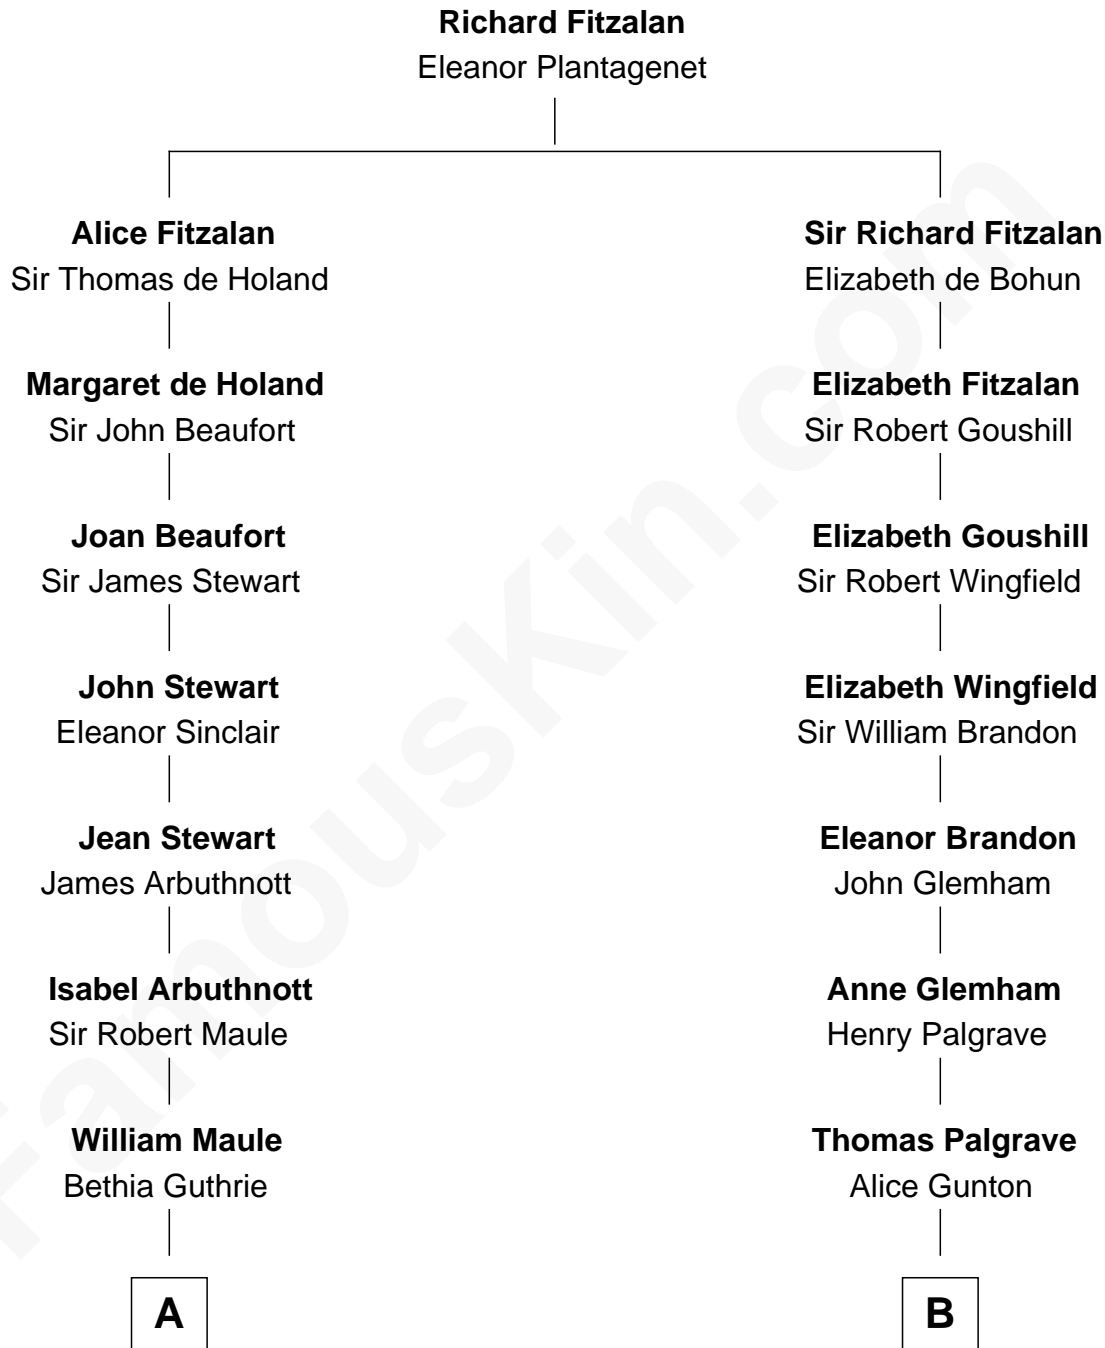 Richard Fitzalan
Eleanor Plantagenet
Alice Fitzalan
Sir Thomas de Holand
Sir Richard Fitzalan
Elizabeth de Bohun
Margaret de Holand
Sir John Beaufort
Elizabeth Fitzalan
Sir Robert Goushill
Joan Beaufort
Sir James Stewart
Elizabeth Goushill
Sir Robert Wingfield
John Stewart
Eleanor Sinclair
Elizabeth Wingfield
Sir William Brandon
Jean Stewart
James Arbuthnott
Eleanor Brandon
John Glemham
Isabel Arbuthnott
Sir Robert Maule
Anne Glemham
Henry Palgrave
William Maule
Bethia Guthrie
Thomas Palgrave
Alice Gunton
A
B
FamousKin.com